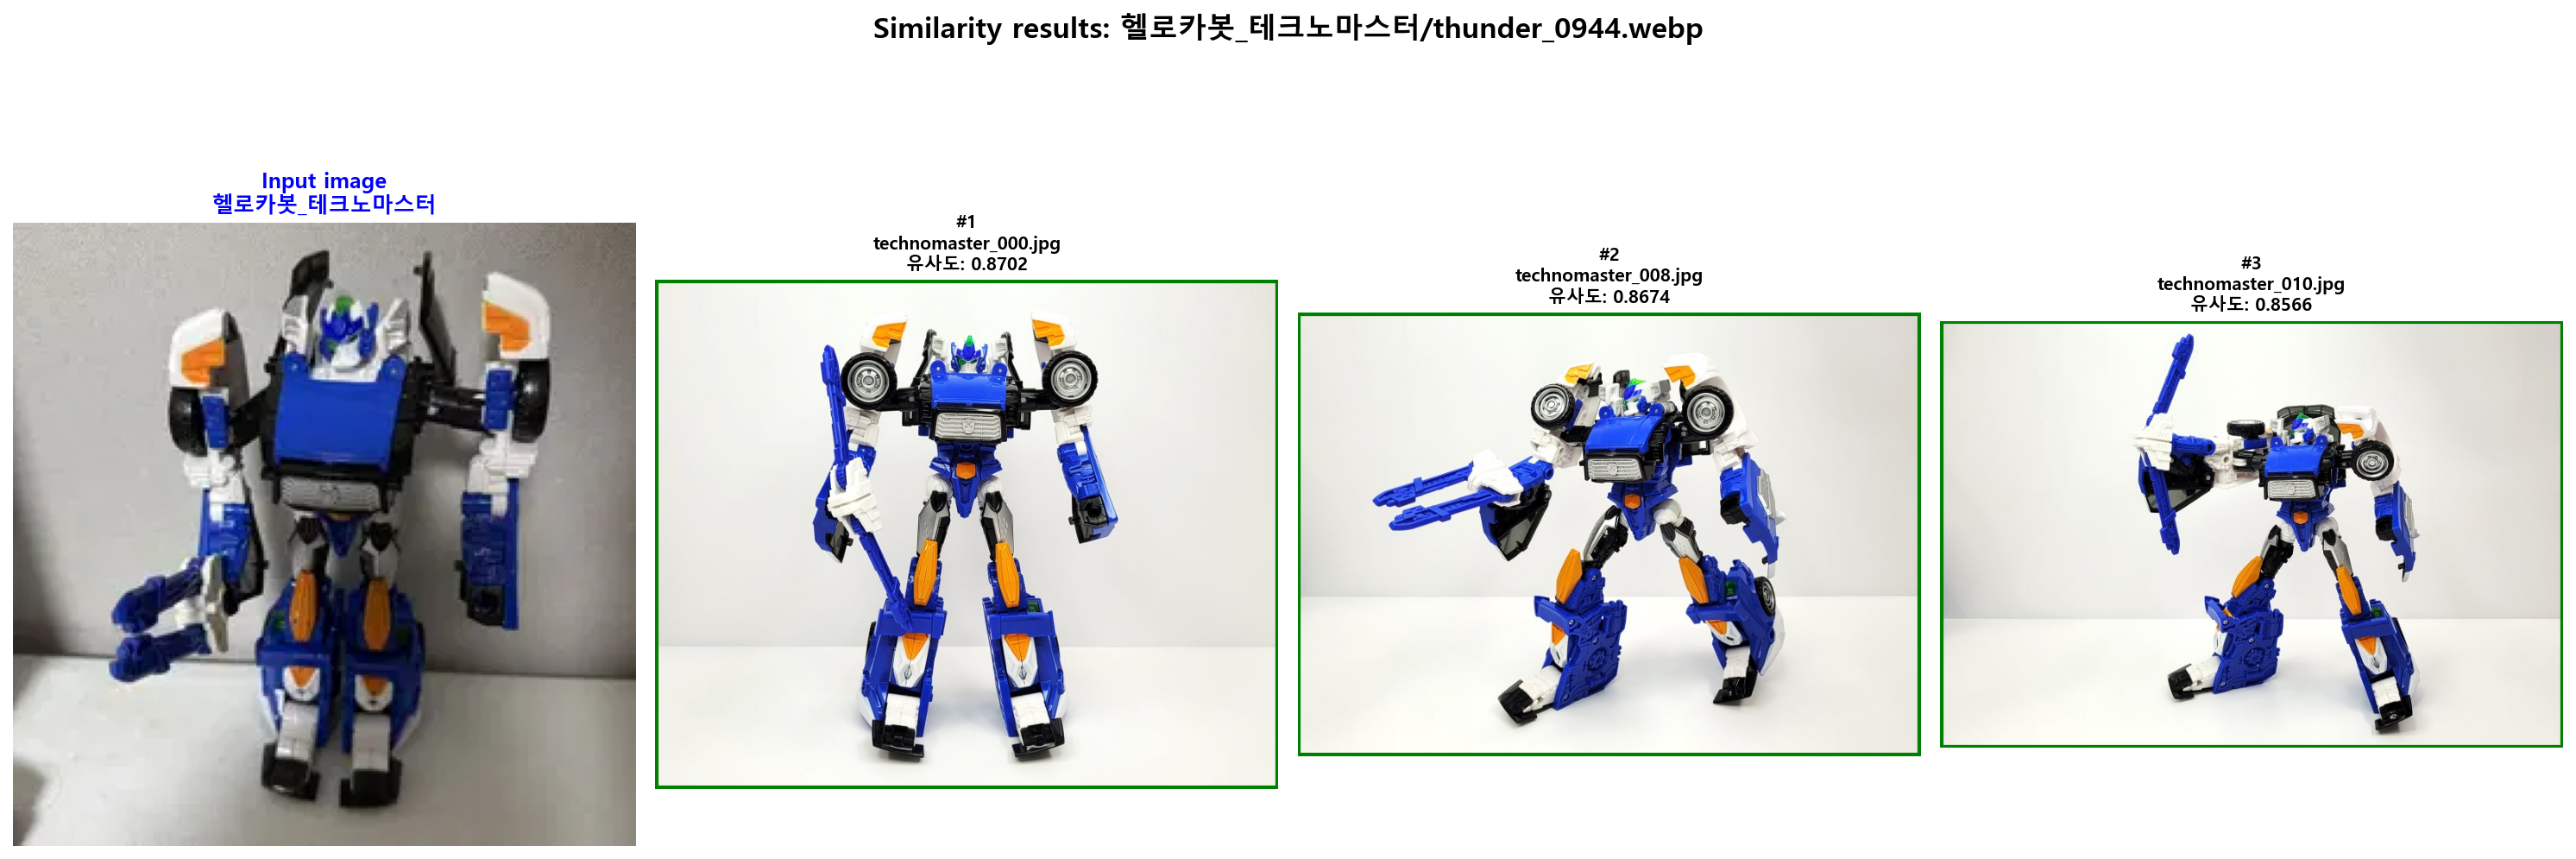 Similarity results: 헬로카봇_테크노마스터/thunder_0944.webp
Input image
헬로카봇_테크노마스터
#1
technomaster_000.jpg
유사도: 0.8702
#2
technomaster_008.jpg
유사도: 0.8674
#3
technomaster_010.jpg
유사도: 0.8566